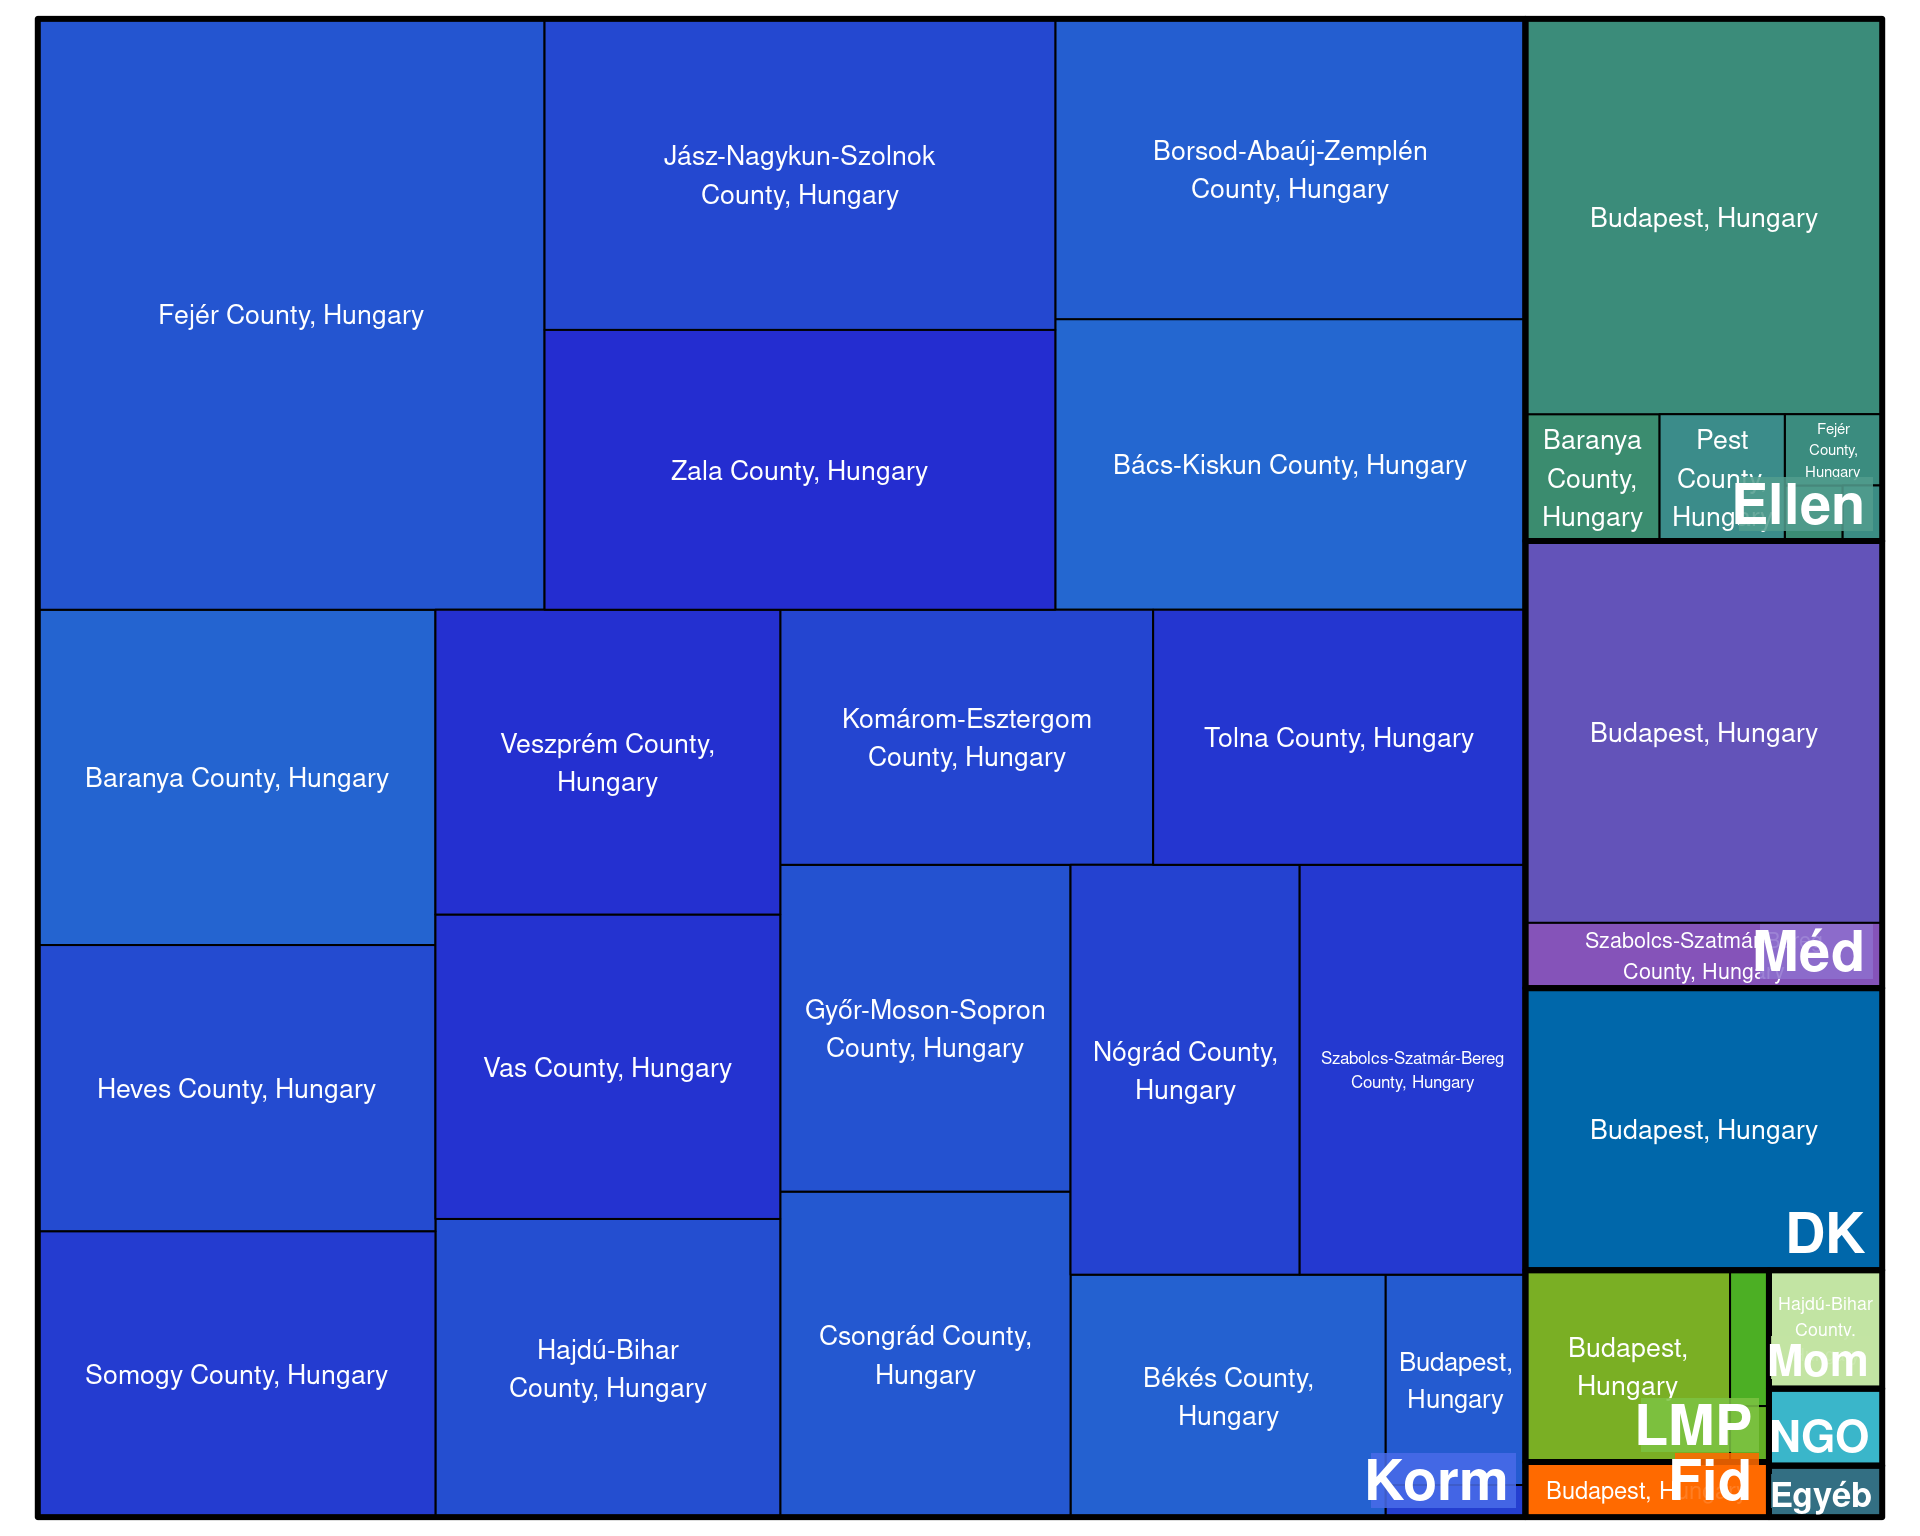 Fejér County, Hungary
Jász-Nagykun-Szolnok
County, Hungary
Zala County, Hungary
Borsod-Abaúj-Zemplén
County, Hungary
Bács-Kiskun County, Hungary
Baranya County, Hungary
Heves County, Hungary
Somogy County, Hungary
Veszprém County,
Hungary
Vas County, Hungary
Hajdú-Bihar
County, Hungary
Komárom-Esztergom
County, Hungary
Tolna County, Hungary
Győr-Moson-Sopron
County, Hungary
Csongrád County,
Hungary
Nógrád County,
Hungary
Szabolcs-Szatmár-Bereg
County, Hungary
Békés County,
Hungary
Budapest,
Hungary
Korm
Budapest, Hungary
Baranya
County,
Hungary
Pest
County,
Hungary
Fejér
County,
Hungary
Ellen
Budapest, Hungary
Szabolcs-Szatmár-Bereg
County, Hungary
Méd
Budapest, Hungary
DK
Budapest,
Hungary
LMP
Budapest, Hungary
Fid
Hajdú-Bihar
County,
Mom
NGO
Egyéb